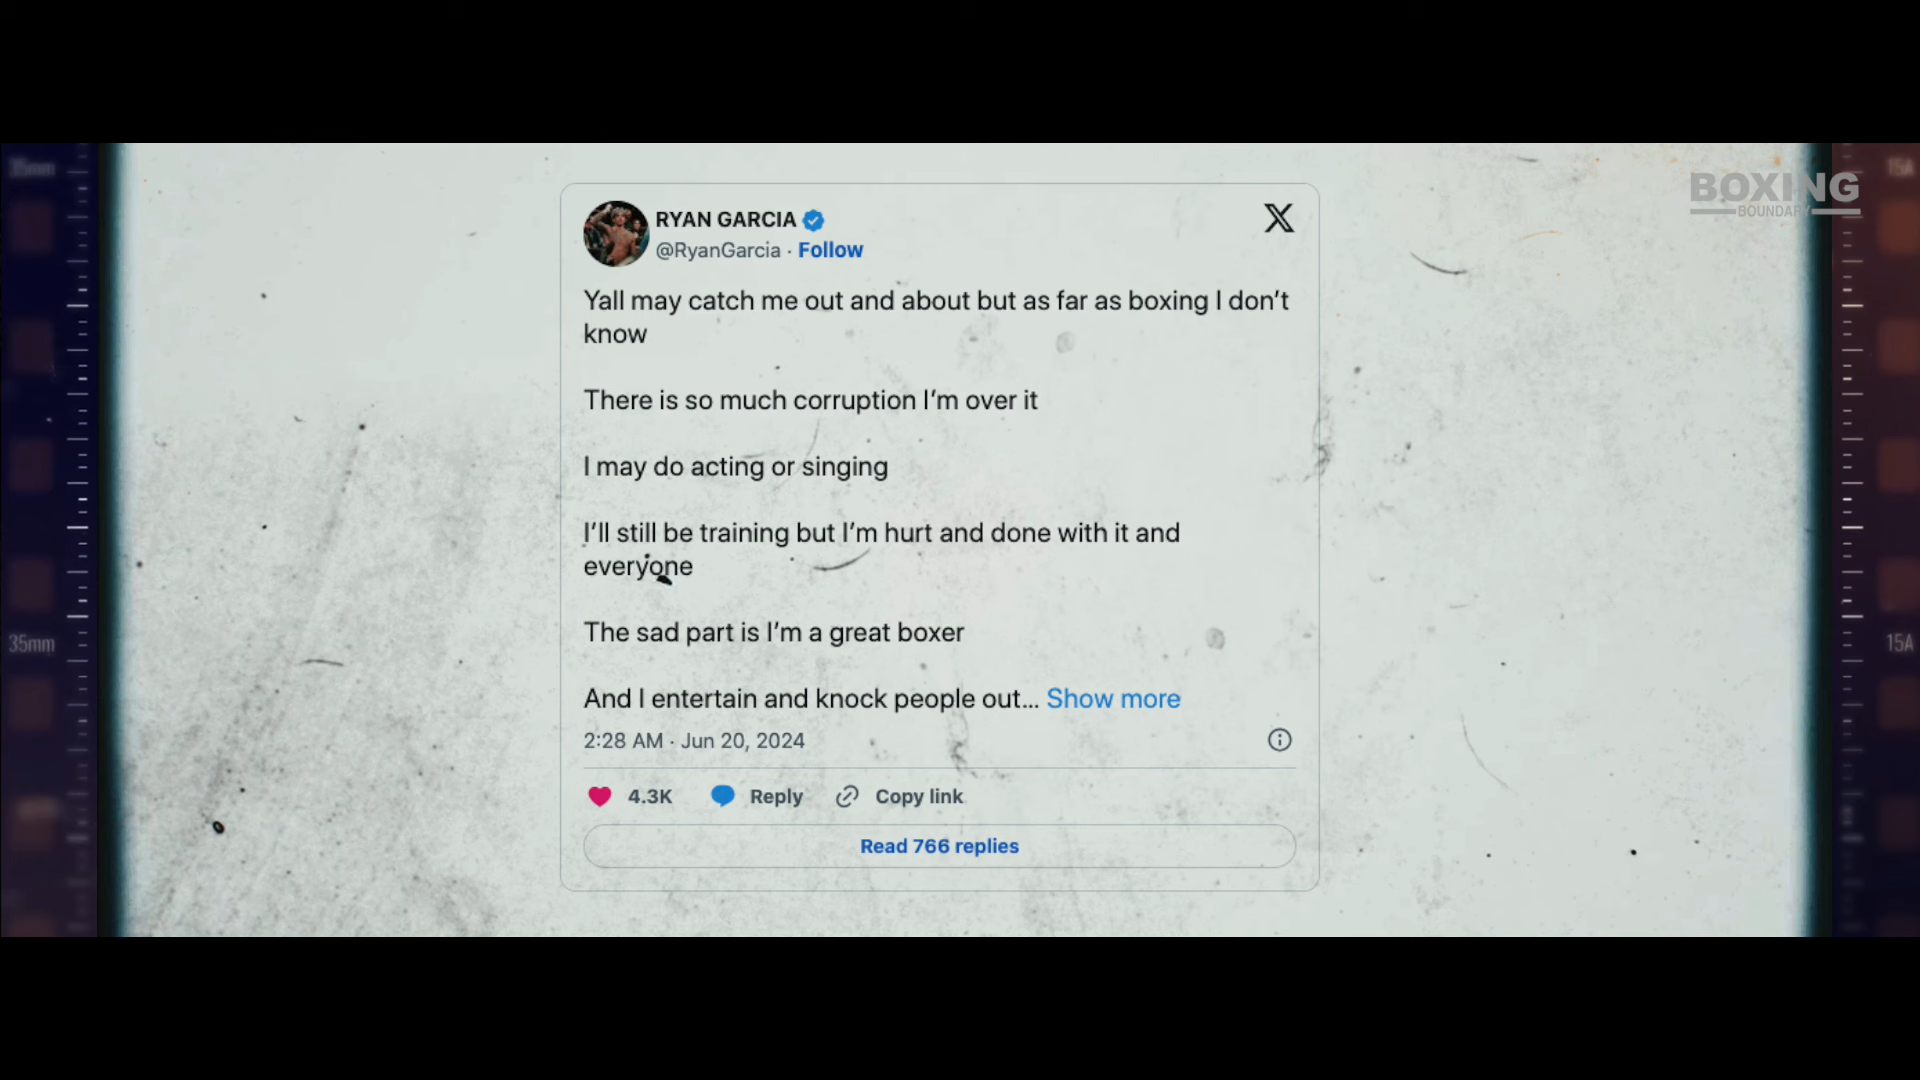 35mm
15A
BOXING
BOUNDARY
RYAN GARCIA
@RyanGarcia · Follow
Yall may catch me out and about but as far as boxing I don't
know
There is so much corruption I'm over it
I may do acting or singing
I'll still be training but I'm hurt and done with it and
everyone
The sad part is I'm a great boxer
And I entertain and knock people out... Show more
2:28 AM · Jun 20, 2024
4.3K Reply Copy link
Read 766 replies
35mm
15A